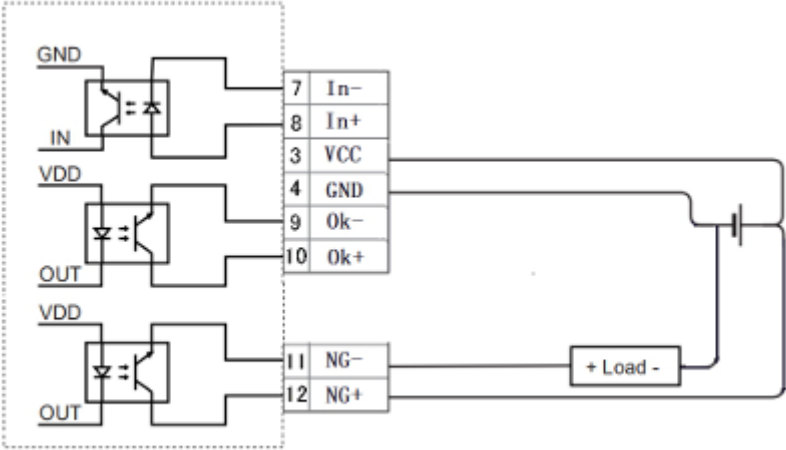 GND
7 In-
8 In+
IN
3 VCC
VDD
4 GND
9 Ok-
10 Ok+
OUT
VDD
11 NG-
+ Load -
12 NG+
OUT